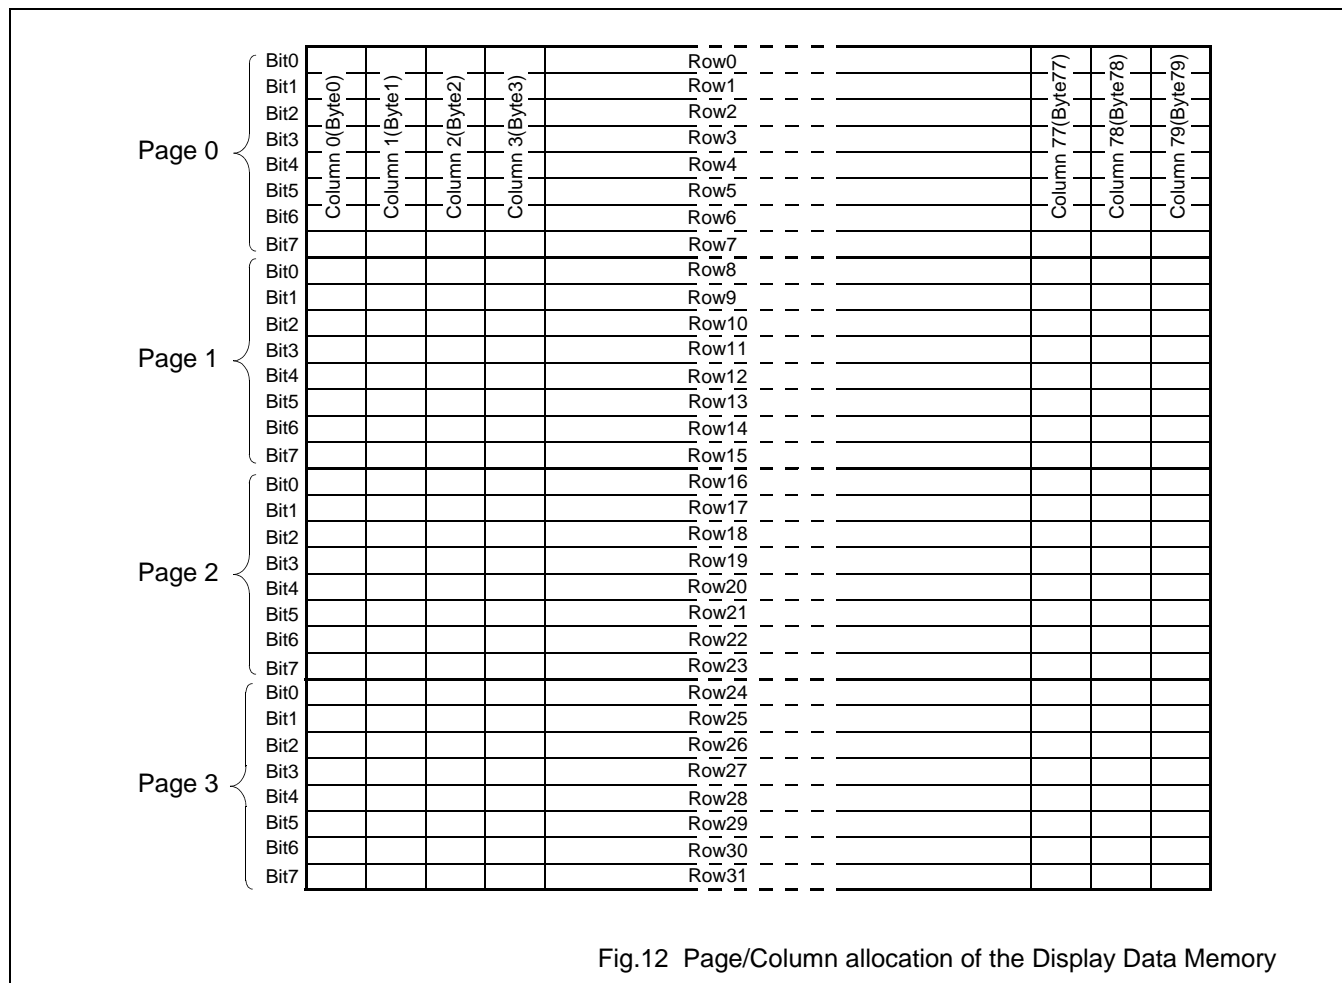 Bit0 Row0
Bit1 Row1
Bit2 Row2
Bit3 Row3
Page 0
Bit4 Row4
Bit5 Row5
Bit6 Row6
Bit7 Row7
Column 0(Byte0)
Column 1(Byte1)
Column 2(Byte2)
Column 3(Byte3)
Column 77(Byte77)
Column 78(Byte78)
Column 79(Byte79)
Bit0 Row8
Bit1 Row9
Bit2 Row10
Bit3 Row11
Page 1
Bit4 Row12
Bit5 Row13
Bit6 Row14
Bit7 Row15
Bit0 Row16
Bit1 Row17
Bit2 Row18
Bit3 Row19
Page 2
Bit4 Row20
Bit5 Row21
Bit6 Row22
Bit7 Row23
Bit0 Row24
Bit1 Row25
Bit2 Row26
Bit3 Row27
Page 3
Bit4 Row28
Bit5 Row29
Bit6 Row30
Bit7 Row31
Fig.12 Page/Column allocation of the Display Data Memory